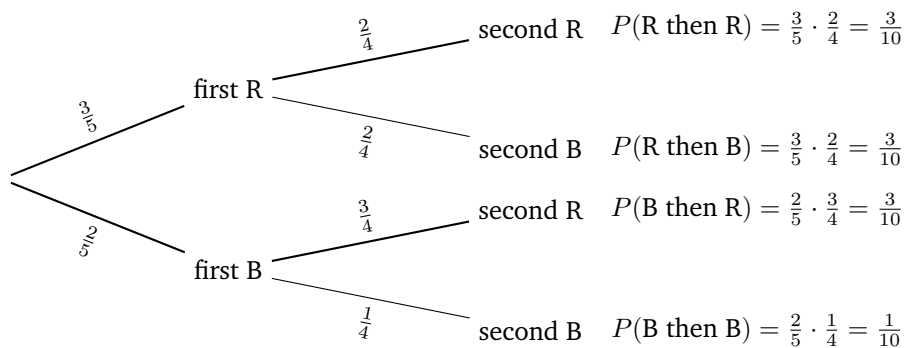 2/4 second R P(R then R) = 3/5 · 2/4 = 3/10
first R
3/5
2/4 second B P(R then B) = 3/5 · 2/4 = 3/10
3/4 second R P(B then R) = 2/5 · 3/4 = 3/10
2/5
first B
1/4 second B P(B then B) = 2/5 · 1/4 = 1/10